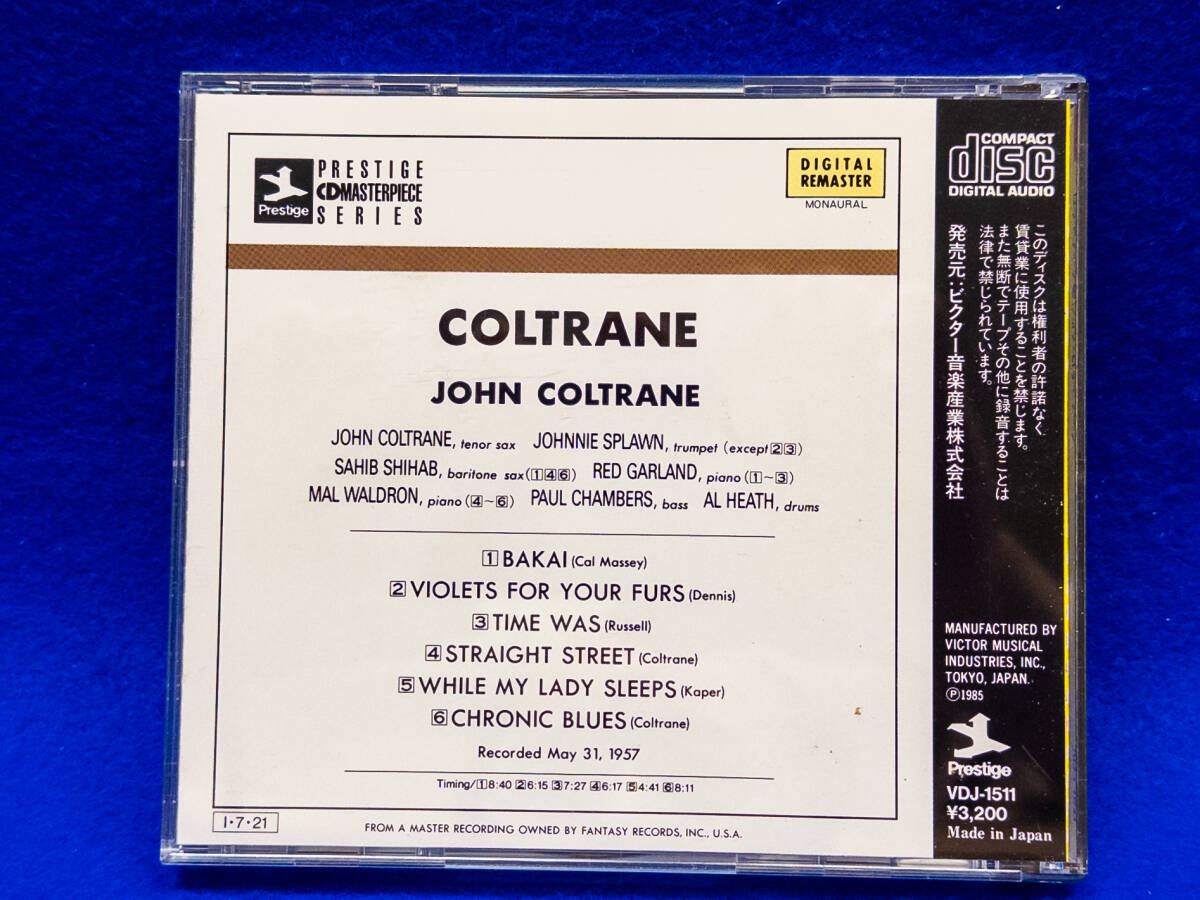 Prestige
PRESTIGE
CDMASTERPIECE
SERIES
DIGITAL
REMASTER
MONAURAL
COLTRANE
JOHN COLTRANE
JOHN COLTRANE, tenor sax JOHNNIE SPLAWN, trumpet (except 2 3)
SAHIB SHIHAB, baritone sax (1 4 6) RED GARLAND, piano (1~3)
MAL WALDRON, piano (4~6) PAUL CHAMBERS, bass AL HEATH, drums
1 BAKAI (Cal Massey)
2 VIOLETS FOR YOUR FURS (Dennis)
3 TIME WAS (Russell)
4 STRAIGHT STREET (Coltrane)
5 WHILE MY LADY SLEEPS (Kaper)
6 CHRONIC BLUES (Coltrane)
Recorded May 31, 1957
Timing/1 8:40 2 6:15 3 7:27 4 6:17 5 4:41 6 8:11
I・7・21
FROM A MASTER RECORDING OWNED BY FANTASY RECORDS, INC., U.S.A.
COMPACT
disc
DIGITAL AUDIO
このディスクは権利者の許諾なく
賃貸業に使用することを禁じます。
また無断でテープその他に録音することは
法律で禁じられています。
発売元:ビクター音楽産業株式会社
MANUFACTURED BY
VICTOR MUSICAL
INDUSTRIES, INC.,
TOKYO, JAPAN.
Ⓟ1985
Prestige
VDJ-1511
¥3,200
Made in Japan